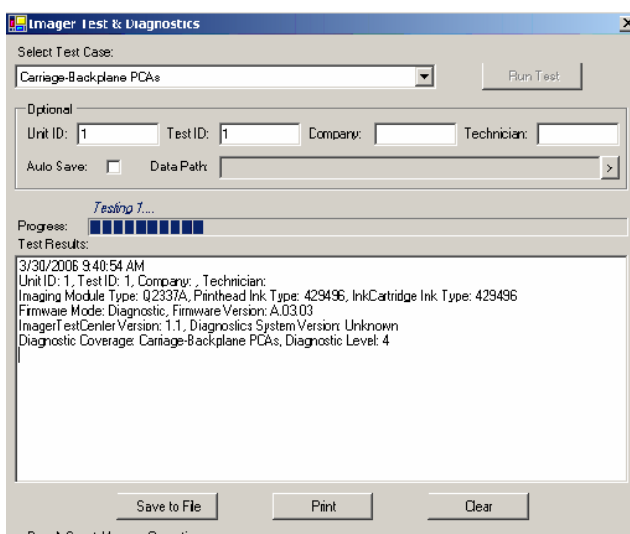 Imager Test & Diagnostics
Select Test Case:
Carriage-Backplane PCAs
Run Test
Optional
Unit ID: 1 Test ID: 1 Company: Technician:
Auto Save: Data Path: >
Testing 1....
Progress:
Test Results:
3/30/2006 9:40:54 AM
Unit ID: 1, Test ID: 1, Company: , Technician:
Imaging Module Type: Q2337A, Printhead Ink Type: 429496, InkCartridge Ink Type: 429496
Firmware Mode: Diagnostic, Firmware Version: A.03.03
ImagerTestCenter Version: 1.1, Diagnostics System Version: Unknown
Diagnostic Coverage: Carriage-Backplane PCAs, Diagnostic Level: 4
Save to File Print Clear